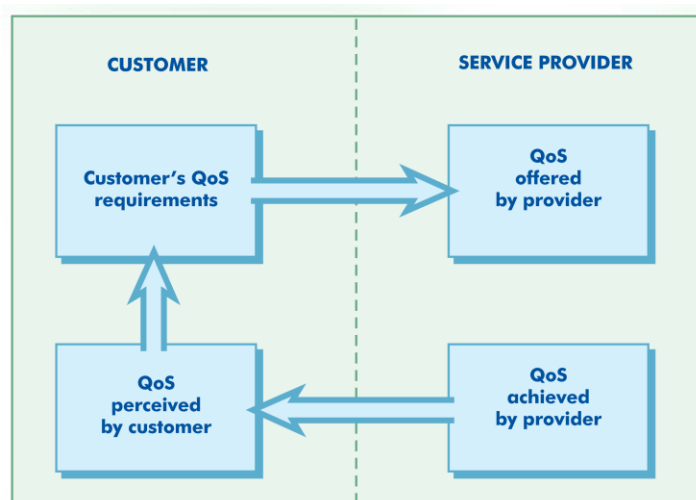 CUSTOMER
SERVICE PROVIDER
Customer's QoS
requirements
QoS
offered
by provider
QoS
perceived
by customer
QoS
achieved
by provider